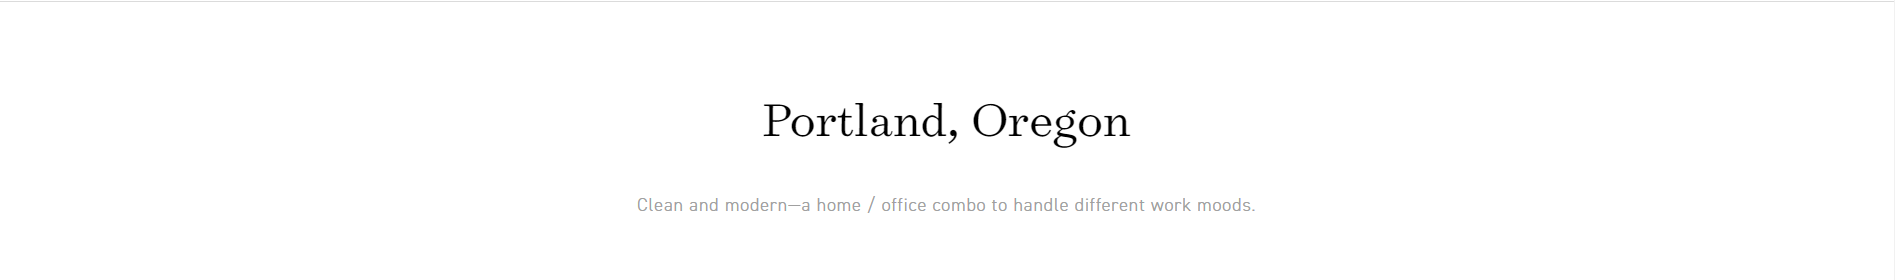 Portland, Oregon
Clean and modern—a home / office combo to handle different work moods.